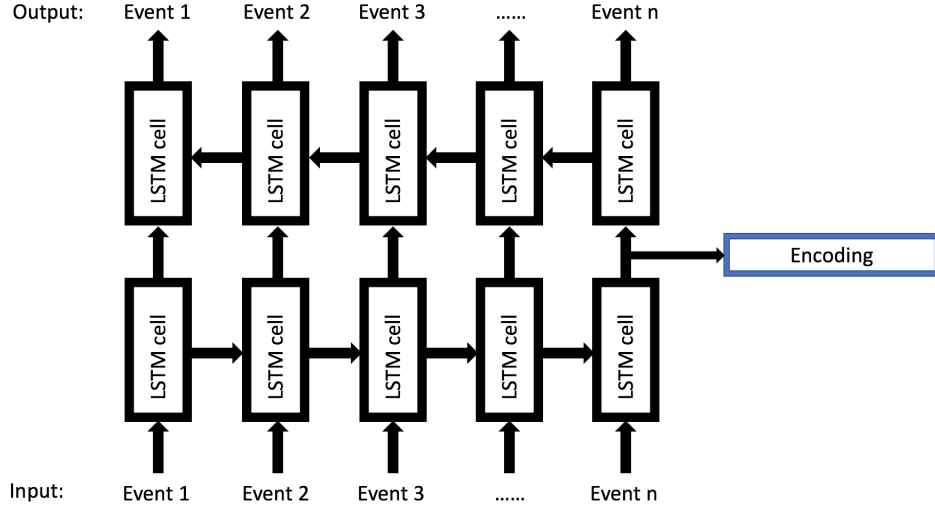 Output: Event 1 Event 2 Event 3 ...... Event n
LSTM cell LSTM cell LSTM cell LSTM cell LSTM cell
Encoding
LSTM cell LSTM cell LSTM cell LSTM cell LSTM cell
Input: Event 1 Event 2 Event 3 ...... Event n